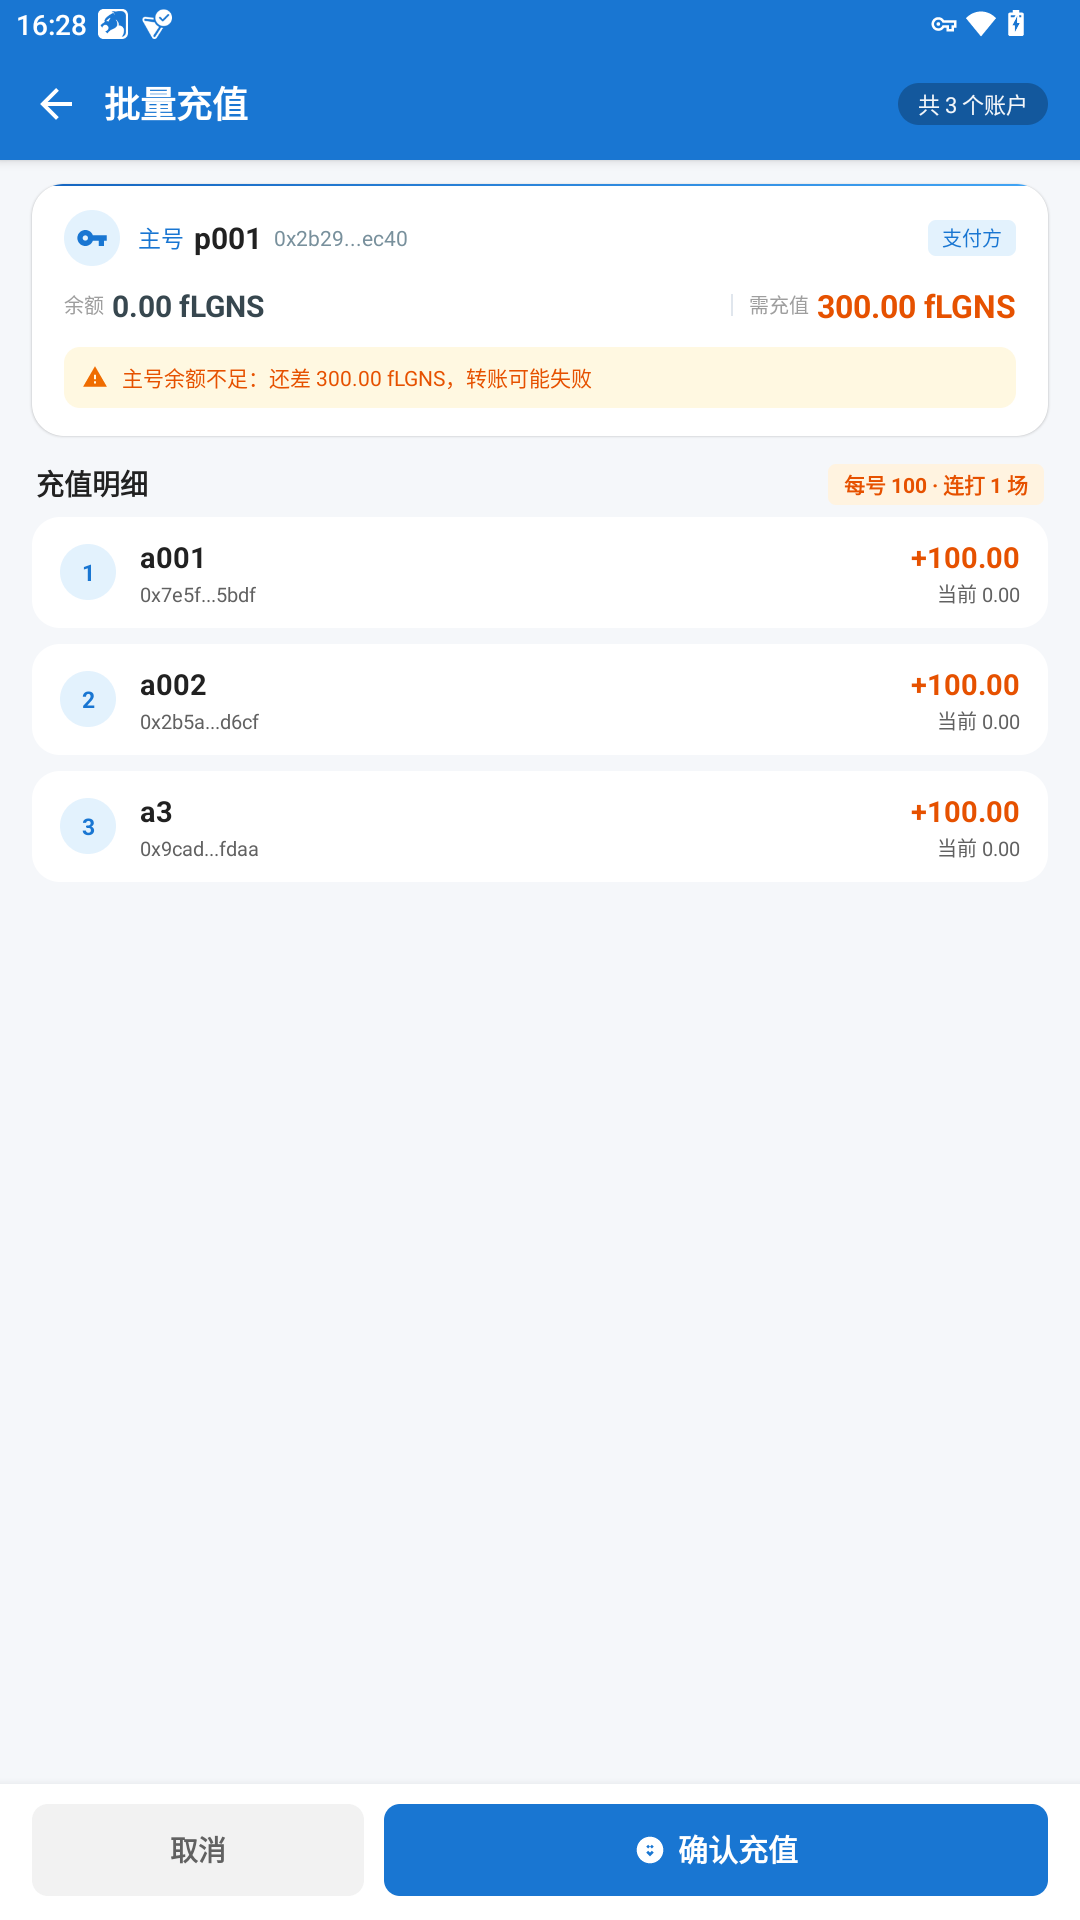 16:28
批量充值
共 3 个账户
主号 p001 0x2b29...ec40
支付方
余额 0.00 fLGNS
需充值 300.00 fLGNS
主号余额不足：还差 300.00 fLGNS，转账可能失败
充值明细
每号 100 · 连打 1 场
1
a001
0x7e5f...5bdf
+100.00
当前 0.00
2
a002
0x2b5a...d6cf
+100.00
当前 0.00
3
a3
0x9cad...fdaa
+100.00
当前 0.00
取消
确认充值